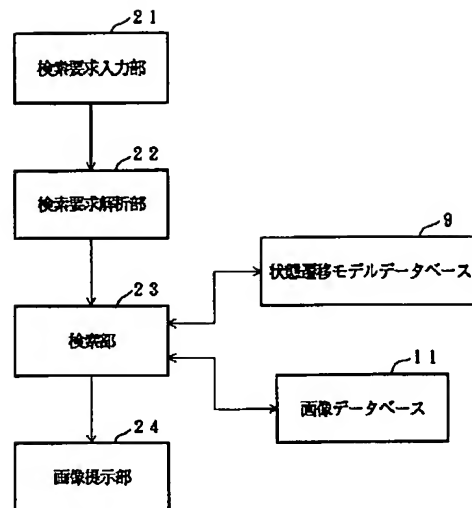 21
検索要求入力部
22
検索要求解析部
9
状態遷移モデルデータベース
23
検索部
11
画像データベース
24
画像提示部